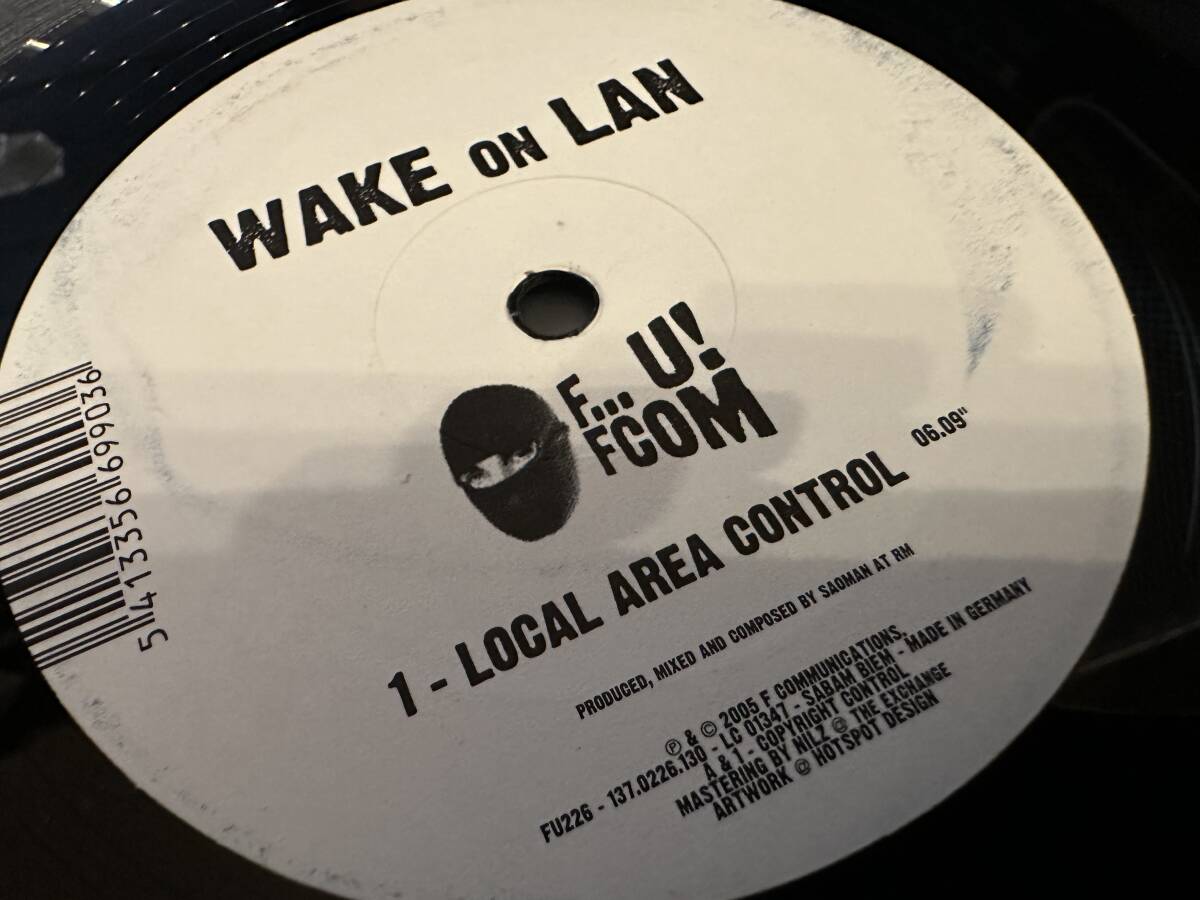 WAKE ON LAN
F... U!
FCOM
1 - LOCAL AREA CONTROL 06.09"
PRODUCED, MIXED AND COMPOSED BY SAOMAN AT RM
℗ & © 2005 F COMMUNICATIONS,
FU226 - 137.0226.130 - LC 01347 - SABAM BIEM - MADE IN GERMANY
A & 1 - COPYRIGHT CONTROL
MASTERING BY NILZ @ THE EXCHANGE
ARTWORK @ HOTSPOT DESIGN
5 413356 699036